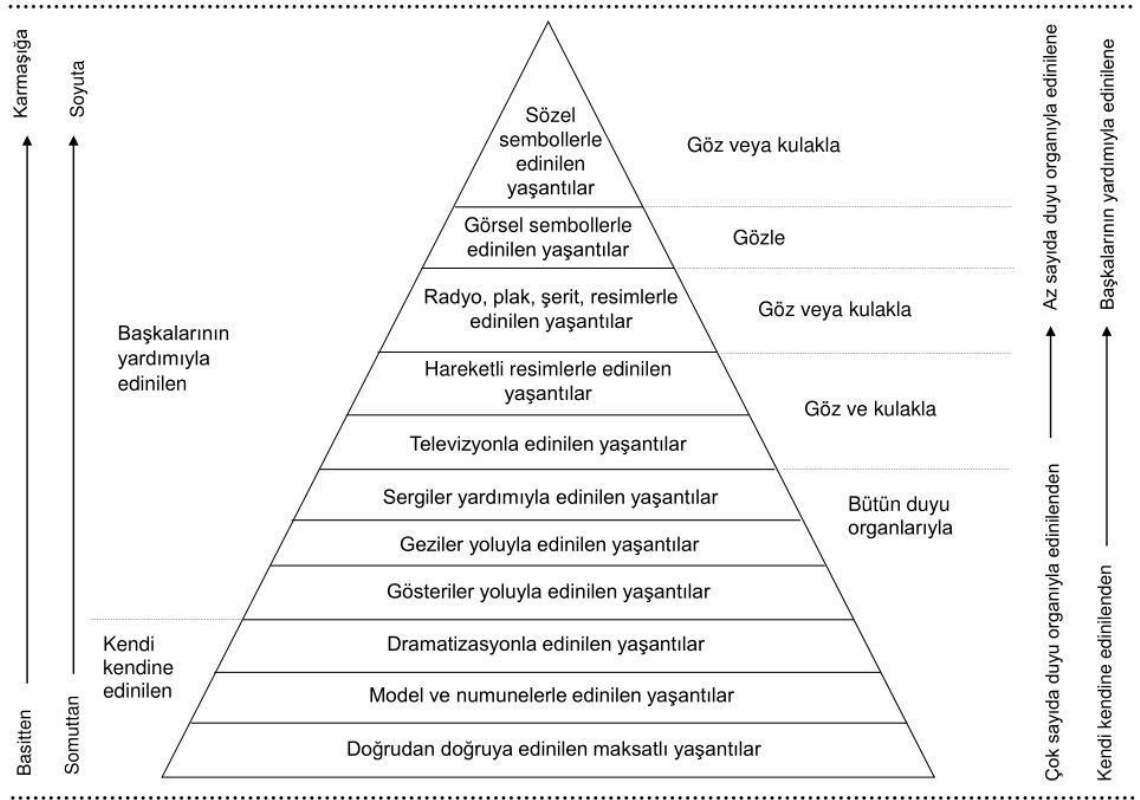 Karmaşığa
Soyuta
Basitten
Somuttan
Sözel
sembollerle
edinilen
yaşantılar
Göz veya kulakla
Görsel sembollerle
edinilen yaşantılar
Gözle
Radyo, plak, şerit, resimlerle
edinilen yaşantılar
Göz veya kulakla
Başkalarının
yardımıyla
edinilen
Hareketli resimlerle edinilen
yaşantılar
Göz ve kulakla
Televizyonla edinilen yaşantılar
Sergiler yardımıyla edinilen yaşantılar
Bütün duyu
organlarıyla
Geziler yoluyla edinilen yaşantılar
Gösteriler yoluyla edinilen yaşantılar
Kendi
kendine
edinilen
Dramatizasyonla edinilen yaşantılar
Model ve numunelerle edinilen yaşantılar
Doğrudan doğruya edinilen maksatlı yaşantılar
Az sayıda duyu organıyla edinilene
Başkalarının yardımıyla edinilene
Çok sayıda duyu organıyla edinilenden
Kendi kendine edinilenden